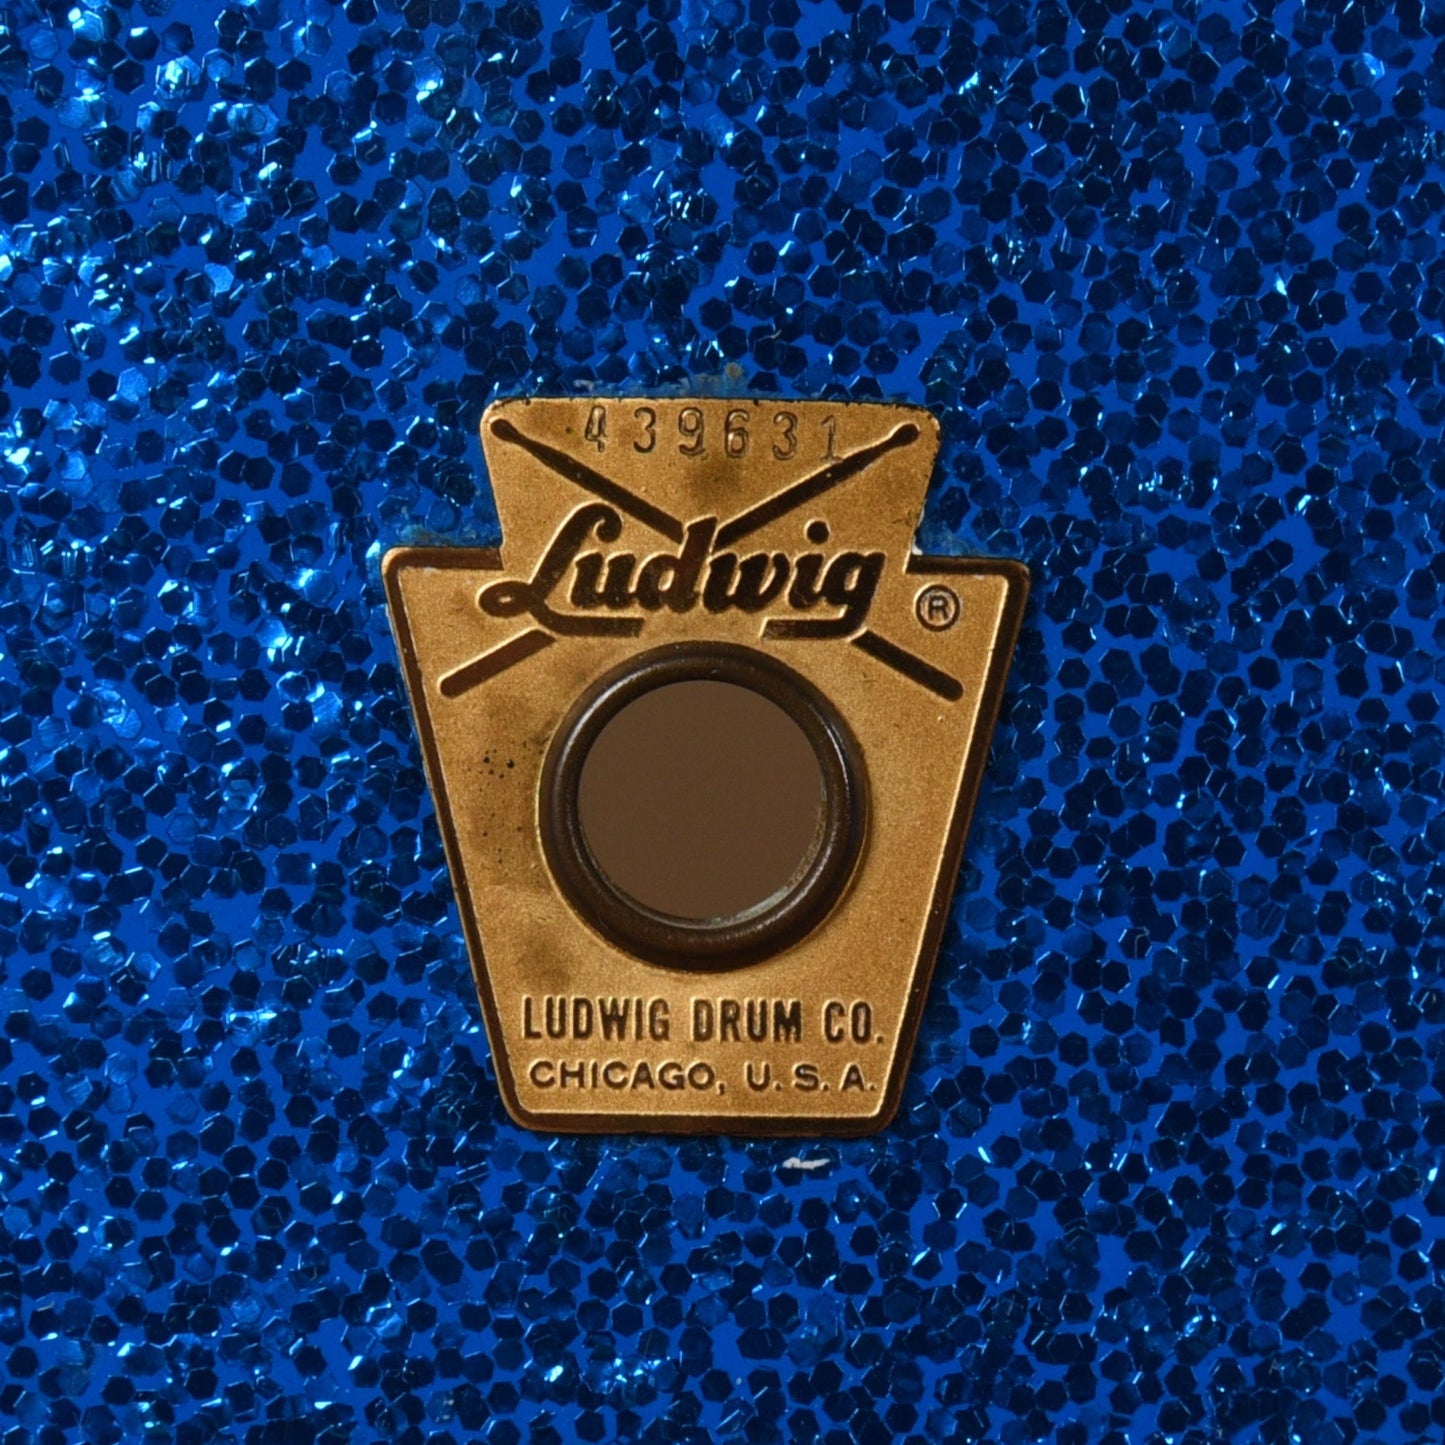 439631
Ludwig ®
LUDWIG DRUM CO.
CHICAGO, U.S.A.